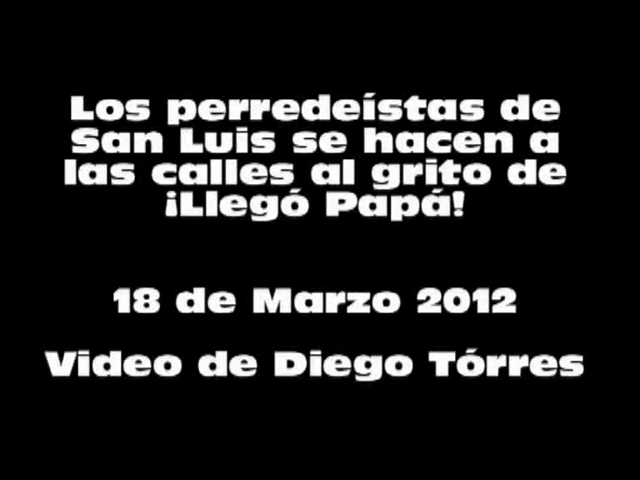 Los perredeístas de
San Luis se hacen a
las calles al grito de
¡Llegó Papá!
18 de Marzo 2012
Video de Diego Tórres